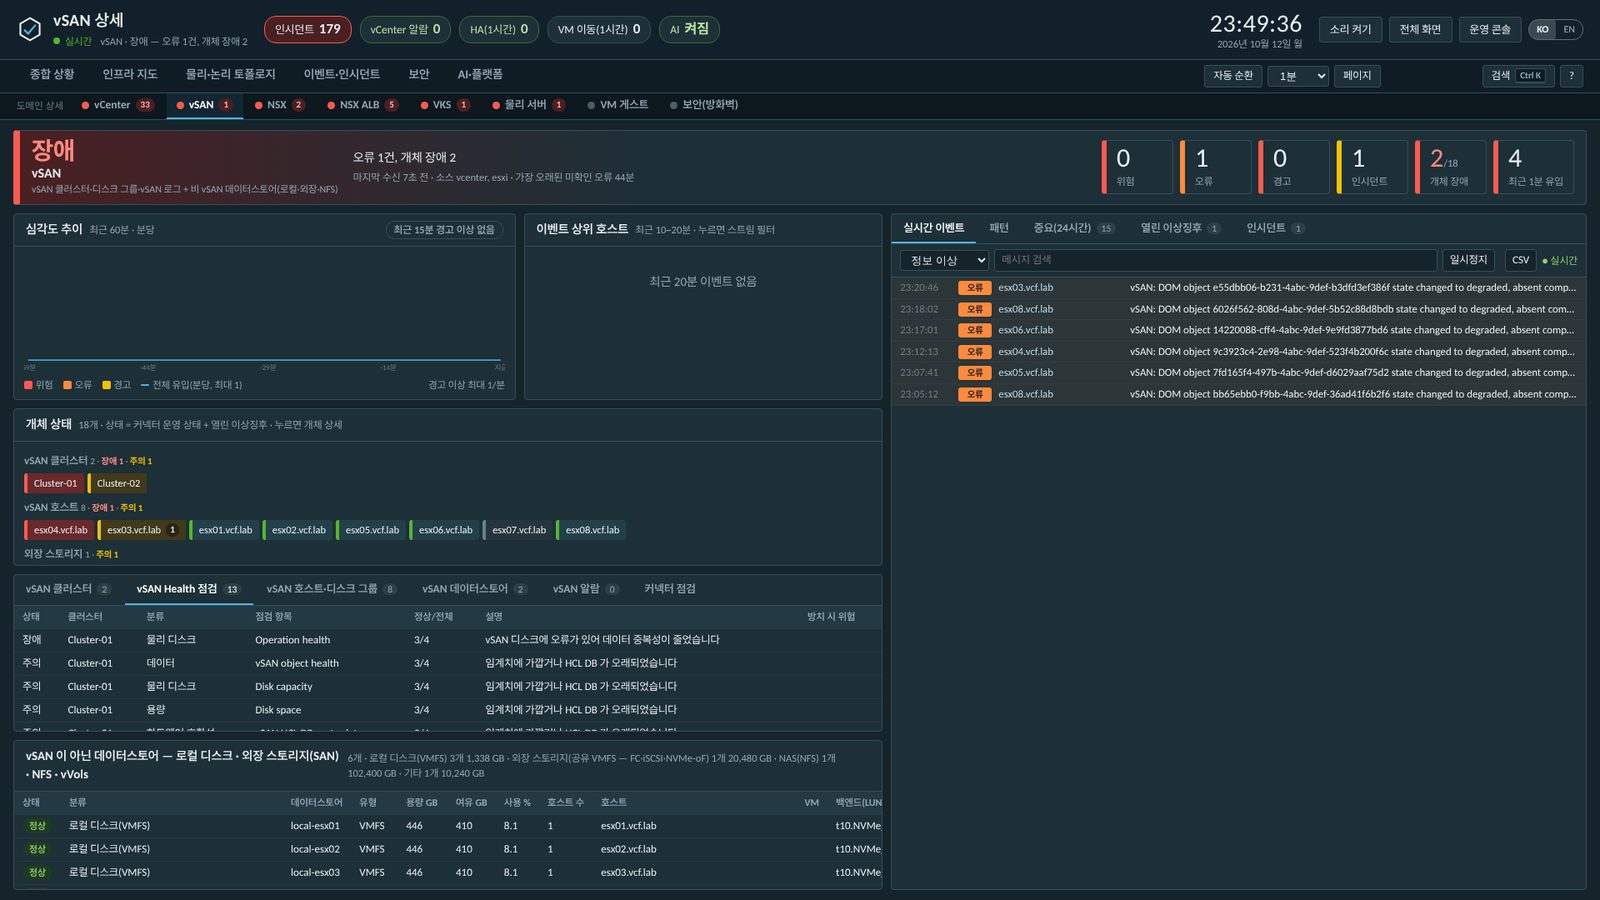 vSAN 상세
실시간 vSAN · 장애 — 오류 1건, 개체 장애 2
인시던트 179
vCenter 알람 0
HA(1시간) 0
VM 이동(1시간) 0
AI 켜짐
23:49:36
2026년 10월 12일 월
소리 켜기
전체 화면
운영 콘솔
KO EN
종합 상황 인프라 지도 물리·논리 토폴로지 이벤트·인시던트 보안 AI·플랫폼
자동 순환 1분 페이지
검색 Ctrl K ?
도메인 상세 vCenter 33 vSAN 1 NSX 2 NSX ALB 5 VKS 1 물리 서버 1 VM 게스트 보안(방화벽)
장애
vSAN
vSAN 클러스터·디스크 그룹·vSAN 로그 + 비 vSAN 데이터스토어(로컬·외장·NFS)
오류 1건, 개체 장애 2
마지막 수신 7초 전 · 소스 vcenter, esxi · 가장 오래된 미확인 오류 44분
0 위험
1 오류
0 경고
1 인시던트
2/18 개체 장애
4 최근 1분 유입
심각도 추이 최근 60분 · 분당
최근 15분 경고 이상 없음
-44분 -29분 -14분
위험 오류 경고 전체 유입(분당, 최대 1) 경고 이상 최대 1/분
이벤트 상위 호스트 최근 10~20분 · 누르면 스트림 필터
최근 20분 이벤트 없음
개체 상태 18개 · 상태 = 커넥터 운영 상태 + 열린 이상징후 · 누르면 개체 상세
vSAN 클러스터 2 · 장애 1 · 주의 1
Cluster-01 Cluster-02
vSAN 호스트 8 · 장애 1 · 주의 1
esx04.vcf.lab esx03.vcf.lab 1 esx01.vcf.lab esx02.vcf.lab esx05.vcf.lab esx06.vcf.lab esx07.vcf.lab esx08.vcf.lab
외장 스토리지 1 · 주의 1
vSAN 클러스터 2 vSAN Health 점검 13 vSAN 호스트·디스크 그룹 8 vSAN 데이터스토어 2 vSAN 알람 0 커넥터 점검
상태 클러스터 분류 점검 항목 정상/전체 설명 방치 시 위험
장애 Cluster-01 물리 디스크 Operation health 3/4 vSAN 디스크에 오류가 있어 데이터 중복성이 줄었습니다
주의 Cluster-01 데이터 vSAN object health 3/4 임계치에 가깝거나 HCL DB 가 오래되었습니다
주의 Cluster-01 물리 디스크 Disk capacity 3/4 임계치에 가깝거나 HCL DB 가 오래되었습니다
주의 Cluster-01 용량 Disk space 3/4 임계치에 가깝거나 HCL DB 가 오래되었습니다
vSAN 이 아닌 데이터스토어 — 로컬 디스크 · 외장 스토리지(SAN)
· NFS · vVols
6개 · 로컬 디스크(VMFS) 3개 1,338 GB · 외장 스토리지(공유 VMFS — FC·iSCSI·NVMe-oF) 1개 20,480 GB · NAS(NFS) 1개
102,400 GB · 기타 1개 10,240 GB
상태 분류 데이터스토어 유형 용량 GB 여유 GB 사용 % 호스트 수 호스트 VM 백엔드(LUN
정상 로컬 디스크(VMFS) local-esx01 VMFS 446 410 8.1 1 esx01.vcf.lab t10.NVMe
정상 로컬 디스크(VMFS) local-esx02 VMFS 446 410 8.1 1 esx02.vcf.lab t10.NVMe
정상 로컬 디스크(VMFS) local-esx03 VMFS 446 410 8.1 1 esx03.vcf.lab t10.NVMe
실시간 이벤트 패턴 중요(24시간) 15 열린 이상징후 1 인시던트 1
정보 이상 메시지 검색 일시정지 CSV 실시간
23:20:46 오류 esx03.vcf.lab vSAN: DOM object e55dbb06-b231-4abc-9def-b3dfd3ef386f state changed to degraded, absent comp...
23:18:02 오류 esx08.vcf.lab vSAN: DOM object 6026f562-808d-4abc-9def-5b52c88d8bdb state changed to degraded, absent com...
23:17:01 오류 esx06.vcf.lab vSAN: DOM object 14220088-cff4-4abc-9def-9e9fd3877bd6 state changed to degraded, absent comp...
23:12:13 오류 esx04.vcf.lab vSAN: DOM object 9c3923c4-2e98-4abc-9def-523f4b200f6c state changed to degraded, absent com...
23:07:41 오류 esx05.vcf.lab vSAN: DOM object 7fd165f4-497b-4abc-9def-d6029aaf75d2 state changed to degraded, absent comp...
23:05:12 오류 esx08.vcf.lab vSAN: DOM object bb65ebb0-f9bb-4abc-9def-36ad41f6b2f6 state changed to degraded, absent comp...